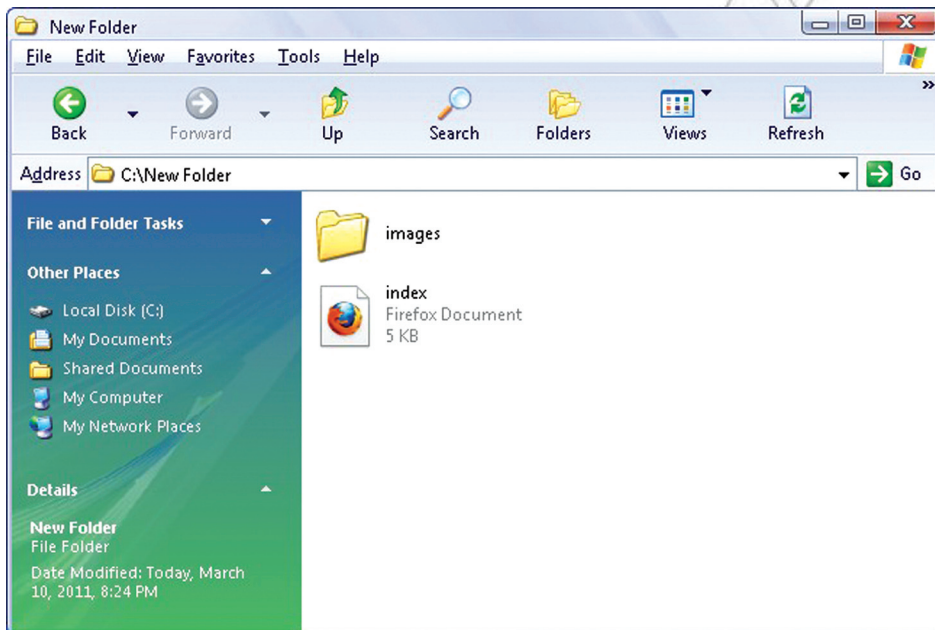 New Folder
File Edit View Favorites Tools Help
Back Forward Up Search Folders Views Refresh »
Address C:\New Folder Go
File and Folder Tasks
Other Places
Local Disk (C:)
My Documents
Shared Documents
My Computer
My Network Places
Details
New Folder
File Folder
Date Modified: Today, March
10, 2011, 8:24 PM
images
index
Firefox Document
5 KB